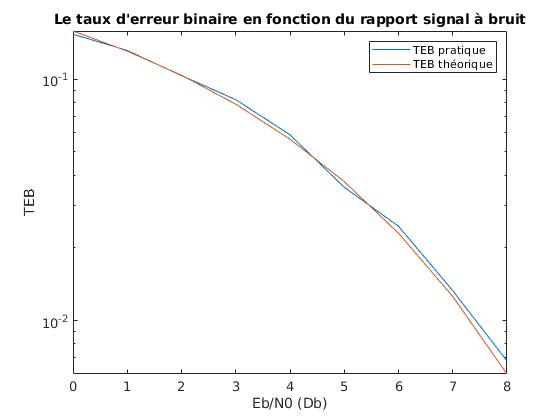 Le taux d'erreur binaire en fonction du rapport signal à bruit
TEB pratique
TEB théorique
10^-1
10^-2
TEB
0 1 2 3 4 5 6 7 8
Eb/N0 (Db)